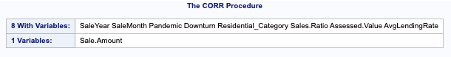 The CORR Procedure
8 With Variables: SaleYear SaleMonth Pandemic Downturn Residential_Category Sales.Ratio Assessed.Value AvgLendingRate
1 Variables: Sale.Amount